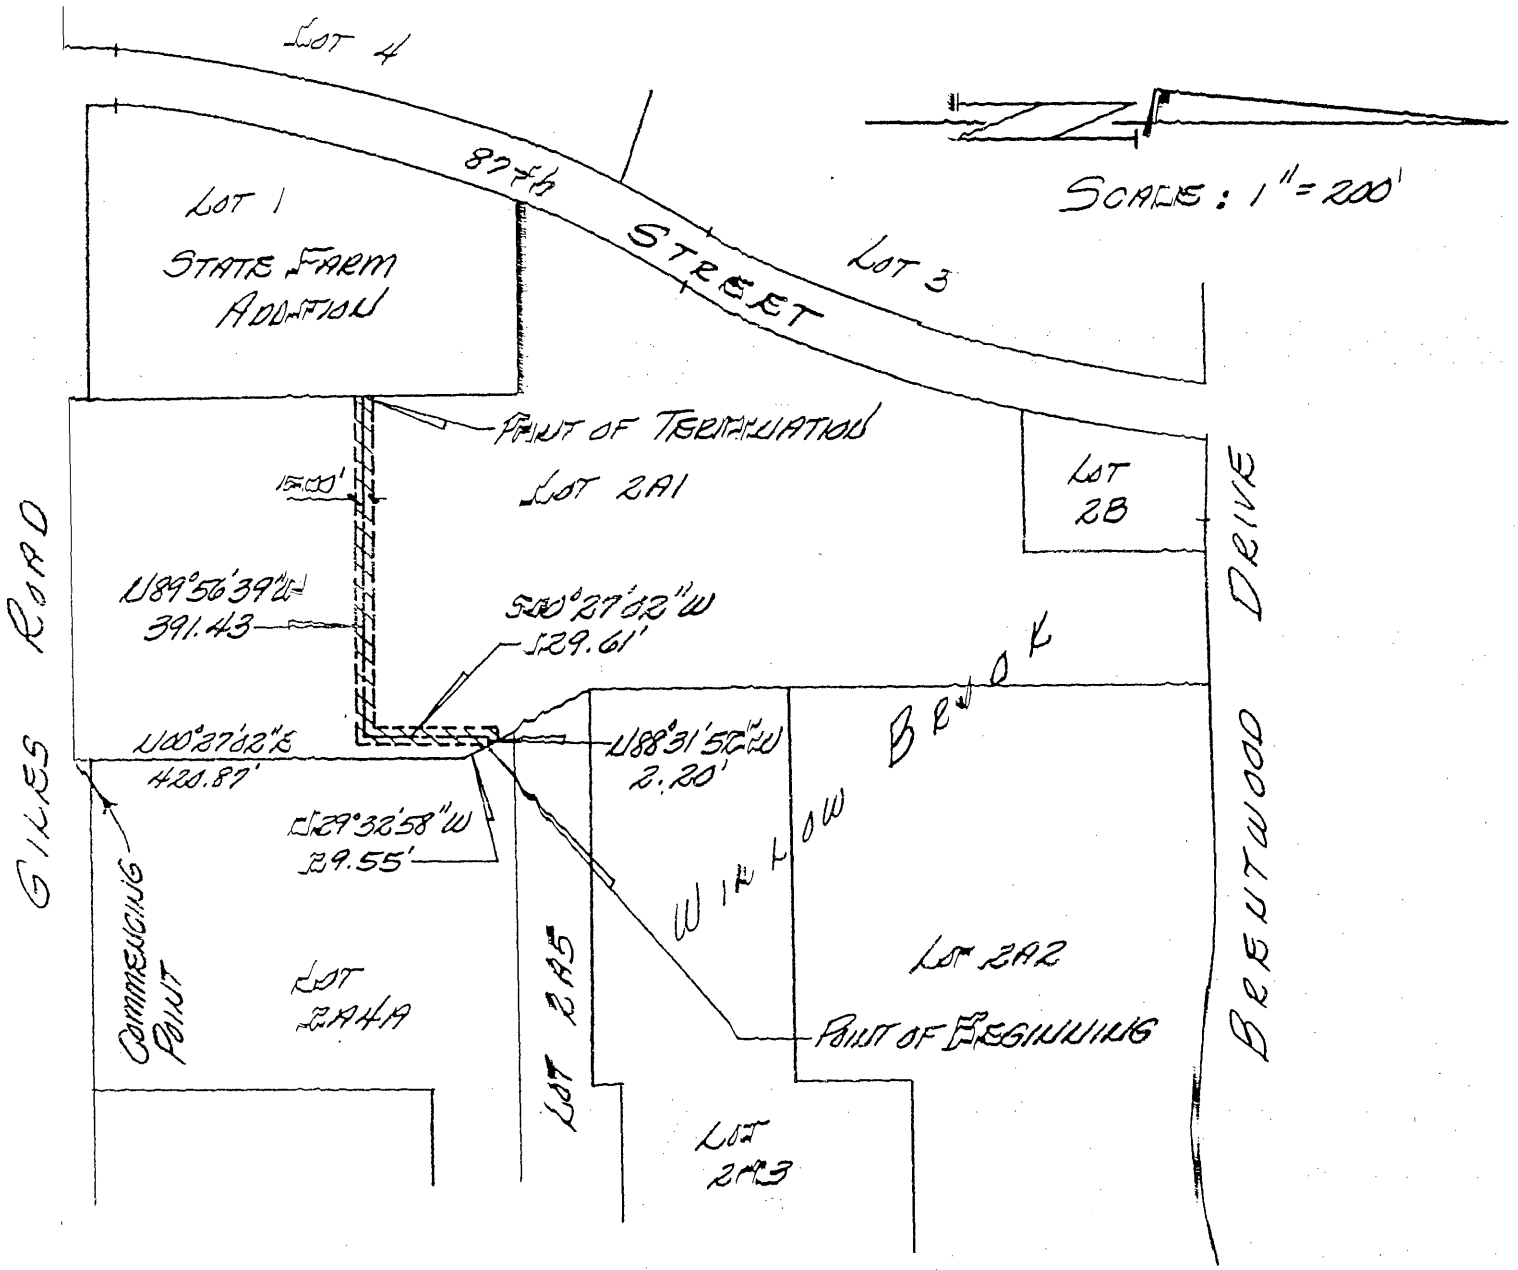 LOT 4
87th
STREET
SCALE: 1" = 200'
LOT 1
STATE FARM
ADDITION
LOT 3
POINT OF TERMINATION
LOT 2A1
LOT
2B
15.00'
GILES ROAD
N89°56'39"W
391.43
S00°27'02"W
129.61'
N00°27'02"E
420.87'
N88°31'52"W
2.20'
N29°32'58"W
29.55'
WILLOW BROOK
BRENTWOOD DRIVE
COMMENCING
POINT
LOT
2A4A
LOT 2A5
LOT 2A2
POINT OF BEGINNING
LOT
2A3